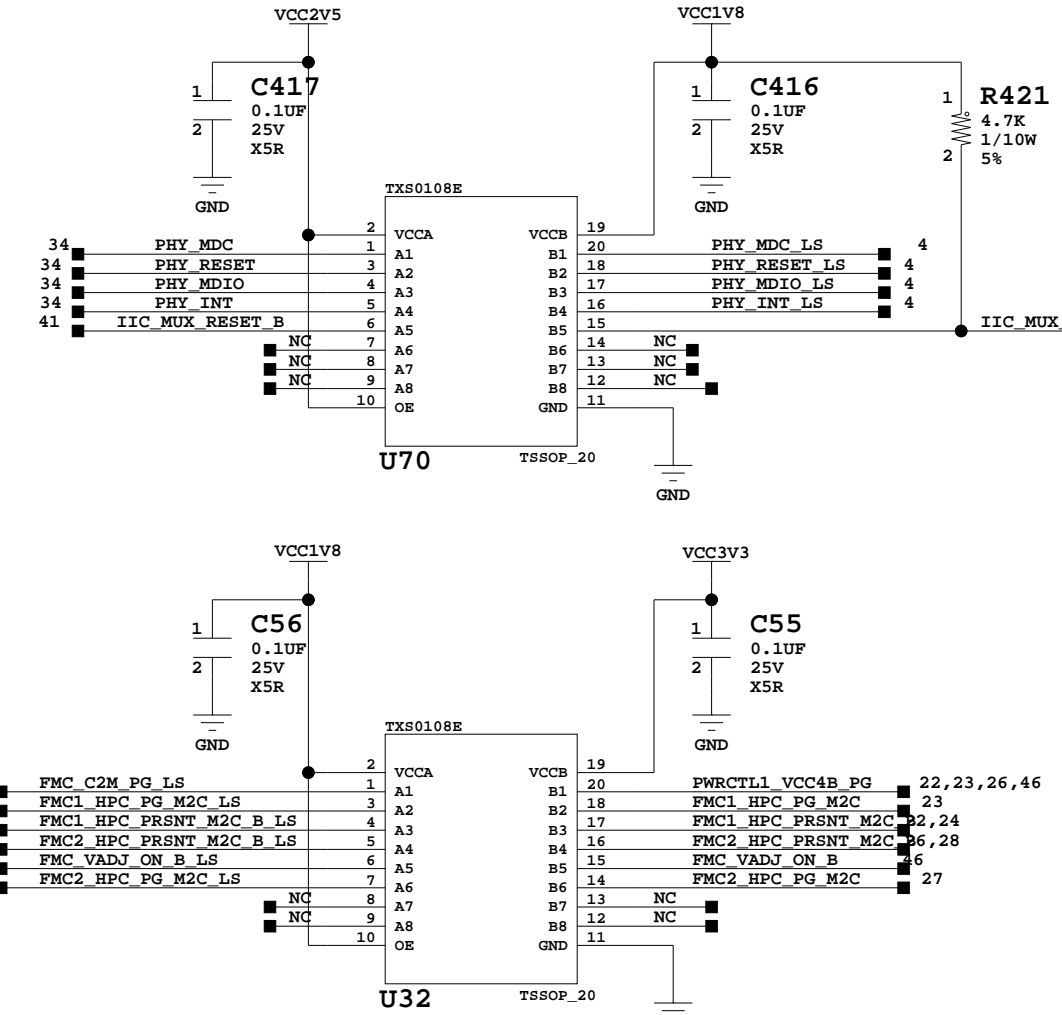 VCC2V5 VCC1V8
1 C417 1 C416 1 R421
0.1UF 0.1UF 4.7K
2 25V 2 25V 2 1/10W
X5R X5R 5%
GND GND
TXS0108E
2 VCCA VCCB 19
34 PHY_MDC 1 A1 B1 20 PHY_MDC_LS 4
34 PHY_RESET 3 A2 B2 18 PHY_RESET_LS 4
34 PHY_MDIO 4 A3 B3 17 PHY_MDIO_LS 4
34 PHY_INT 5 A4 B4 16 PHY_INT_LS 4
41 IIC_MUX_RESET_B 6 A5 B5 15 IIC_MUX_
NC 7 A6 B6 14 NC
NC 8 A7 B7 13 NC
NC 9 A8 B8 12 NC
10 OE GND 11
U70 TSSOP_20
GND
VCC1V8 VCC3V3
1 C56 1 C55
0.1UF 0.1UF
2 25V 2 25V
X5R X5R
GND GND
TXS0108E
2 VCCA VCCB 19
FMC_C2M_PG_LS 1 A1 B1 20 PWRCTL1_VCC4B_PG 22,23,26,46
FMC1_HPC_PG_M2C_LS 3 A2 B2 18 FMC1_HPC_PG_M2C 23
FMC1_HPC_PRSNT_M2C_B_LS 4 A3 B3 17 FMC1_HPC_PRSNT_M2C_B 22,24
FMC2_HPC_PRSNT_M2C_B_LS 5 A4 B4 16 FMC2_HPC_PRSNT_M2C_B 26,28
FMC_VADJ_ON_B_LS 6 A5 B5 15 FMC_VADJ_ON_B 46
FMC2_HPC_PG_M2C_LS 7 A6 B6 14 FMC2_HPC_PG_M2C 27
NC 8 A7 B7 13 NC
NC 9 A8 B8 12 NC
10 OE GND 11
U32 TSSOP_20